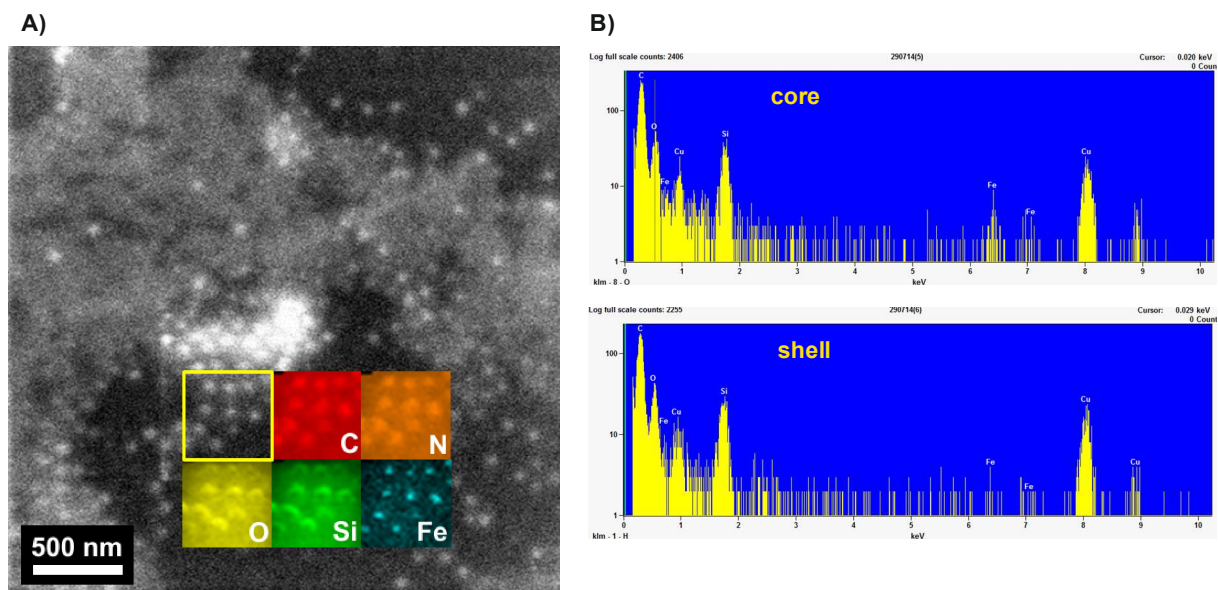 A)
B)
C
N
O
Si
Fe
500 nm
Log full scale counts: 2406 290714(5) Cursor: 0.020 keV
0 Coun
core
C
O
Fe
Cu
Si
Fe
Fe
Cu
100
10
1
0 1 2 3 4 5 6 7 8 9 10
klm - 8 - O keV
Log full scale counts: 2255 290714(6) Cursor: 0.029 keV
0 Count
shell
C
O
Fe
Cu
Si
Fe
Fe
Cu
Cu
100
10
1
0 1 2 3 4 5 6 7 8 9 10
klm - 1 - H keV